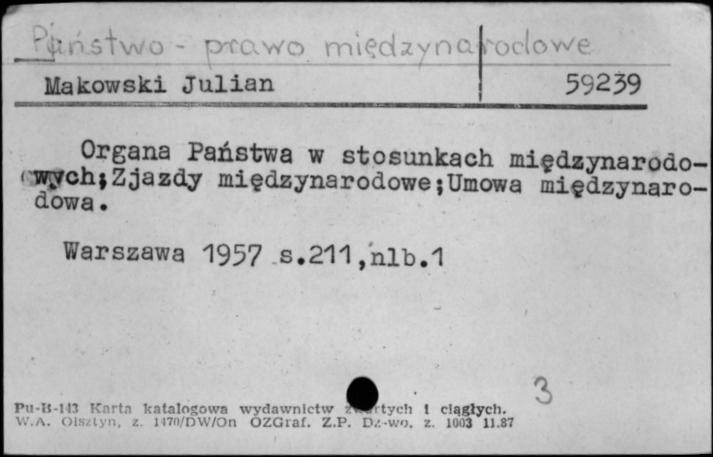 Państwo - prawo międzynarodowe
Makowski Julian 59239
Organa Państwa w stosunkach międzynarodo-
wych;Zjazdy międzynarodowe;Umowa międzynaro-
dowa.
Warszawa 1957 s.211,nlb.1
3
Pu-B-143 Karta katalogowa wydawnictw zwartych i ciągłych.
W.A. Olsztyn, z. 1470/DW/On OZGraf. Z.P. Dz-wo. z. 1003 11.87